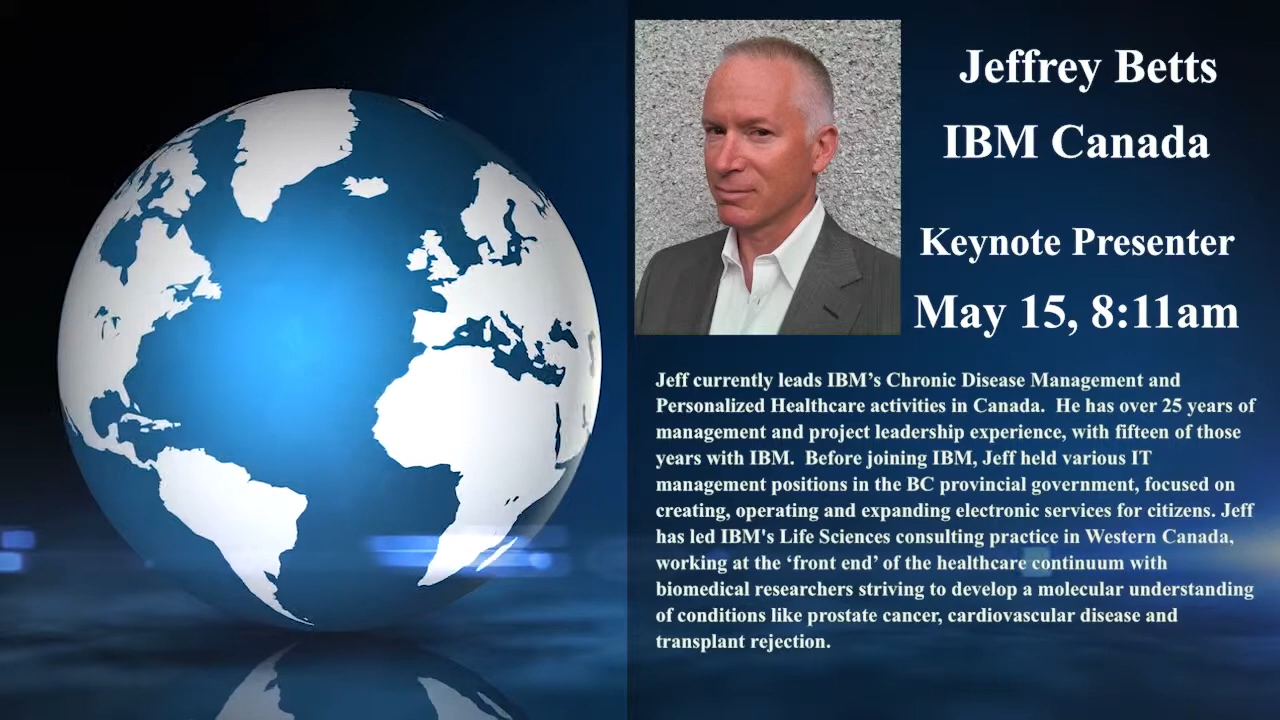 Jeffrey Betts
IBM Canada
Keynote Presenter
May 15, 8:11am
Jeff currently leads IBM’s Chronic Disease Management and
Personalized Healthcare activities in Canada.  He has over 25 years of
management and project leadership experience, with fifteen of those
years with IBM.  Before joining IBM, Jeff held various IT
management positions in the BC provincial government, focused on
creating, operating and expanding electronic services for citizens. Jeff
has led IBM's Life Sciences consulting practice in Western Canada,
working at the ‘front end’ of the healthcare continuum with
biomedical researchers striving to develop a molecular understanding
of conditions like prostate cancer, cardiovascular disease and
transplant rejection.